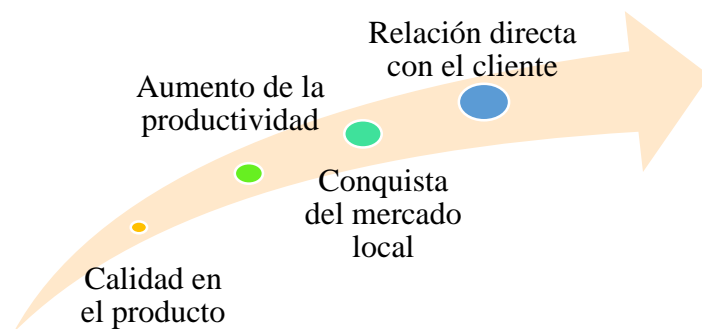 Relación directa
con el cliente
Aumento de la
productividad
Conquista
del mercado
local
Calidad en
el producto